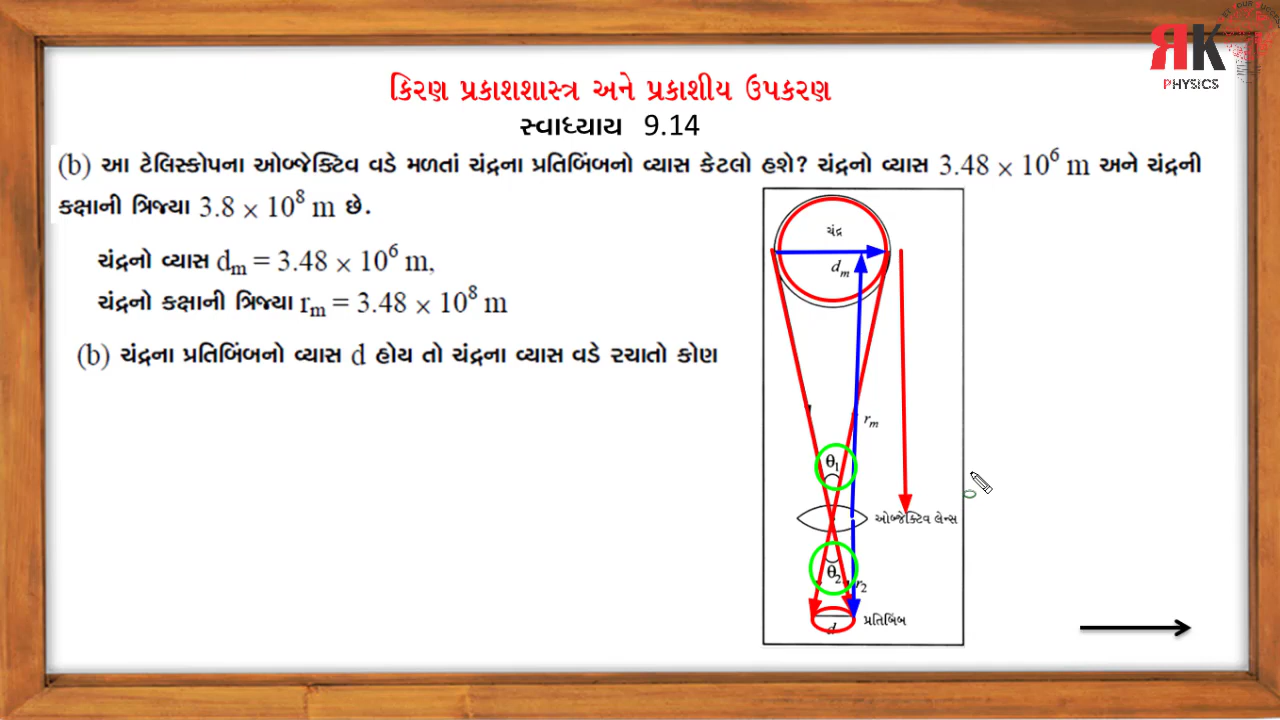 ЯK
PHYSICS
કિરણ પ્રકાશશાસ્ત્ર અને પ્રકાશીય ઉપકરણ
સ્વાધ્યાય 9.14
(b) આ ટેલિસ્કોપના ઓબ્જેક્ટિવ વડે મળતાં ચંદ્રના પ્રતિબિંબનો વ્યાસ કેટલો હશે? ચંદ્રનો વ્યાસ 3.48 × 10⁶ m અને ચંદ્રની
કક્ષાની ત્રિજ્યા 3.8 × 10⁸ m છે.
ચંદ્રનો વ્યાસ dₘ = 3.48 × 10⁶ m,
ચંદ્રનો કક્ષાની ત્રિજ્યા rₘ = 3.48 × 10⁸ m
(b) ચંદ્રના પ્રતિબિંબનો વ્યાસ d હોય તો ચંદ્રના વ્યાસ વડે રચાતો કોણ
ચંદ્ર
dₘ
rₘ
θ₁
ઓબ્જેક્ટિવ લેન્સ
θ₂
r₂
d
પ્રતિબિંબ